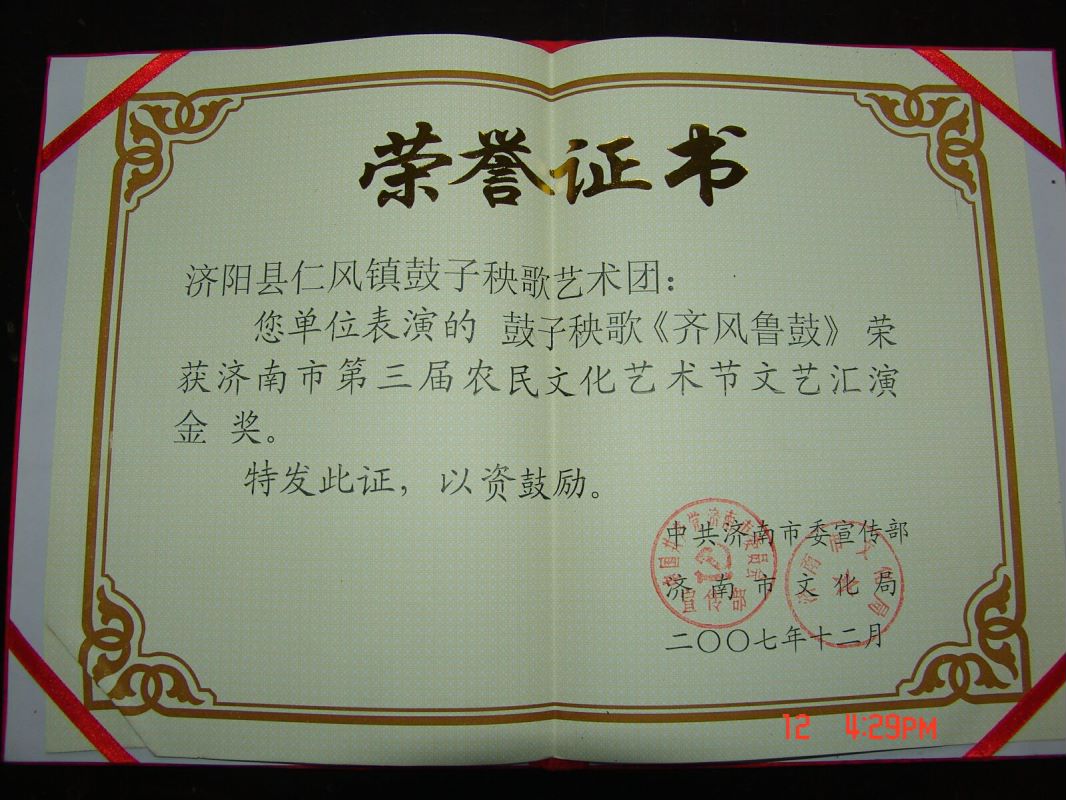 荣誉证书
济阳县仁风镇鼓子秧歌艺术团：
您单位表演的 鼓子秧歌《齐风鲁鼓》 荣
获济南市第三届农民文化艺术节文艺汇演
金 奖。
特发此证，以资鼓励。
中共济南市委宣传部
济南市文化局
二〇〇七年十二月
宣传部
12 4:29PM